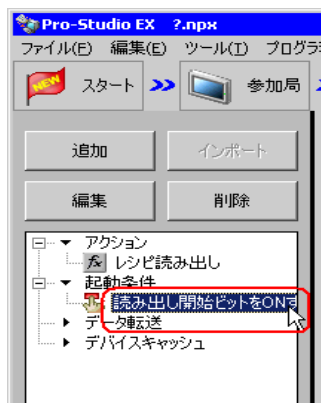 Pro-Studio EX ?.npx
ファイル(F) 編集(E) ツール(T) プログラ
NEW スタート 参加局
追加 インポート
編集 削除
アクション
fx レシピ読み出し
起動条件
読み出し開始ビットをONす
データ転送
デバイスキャッシュ